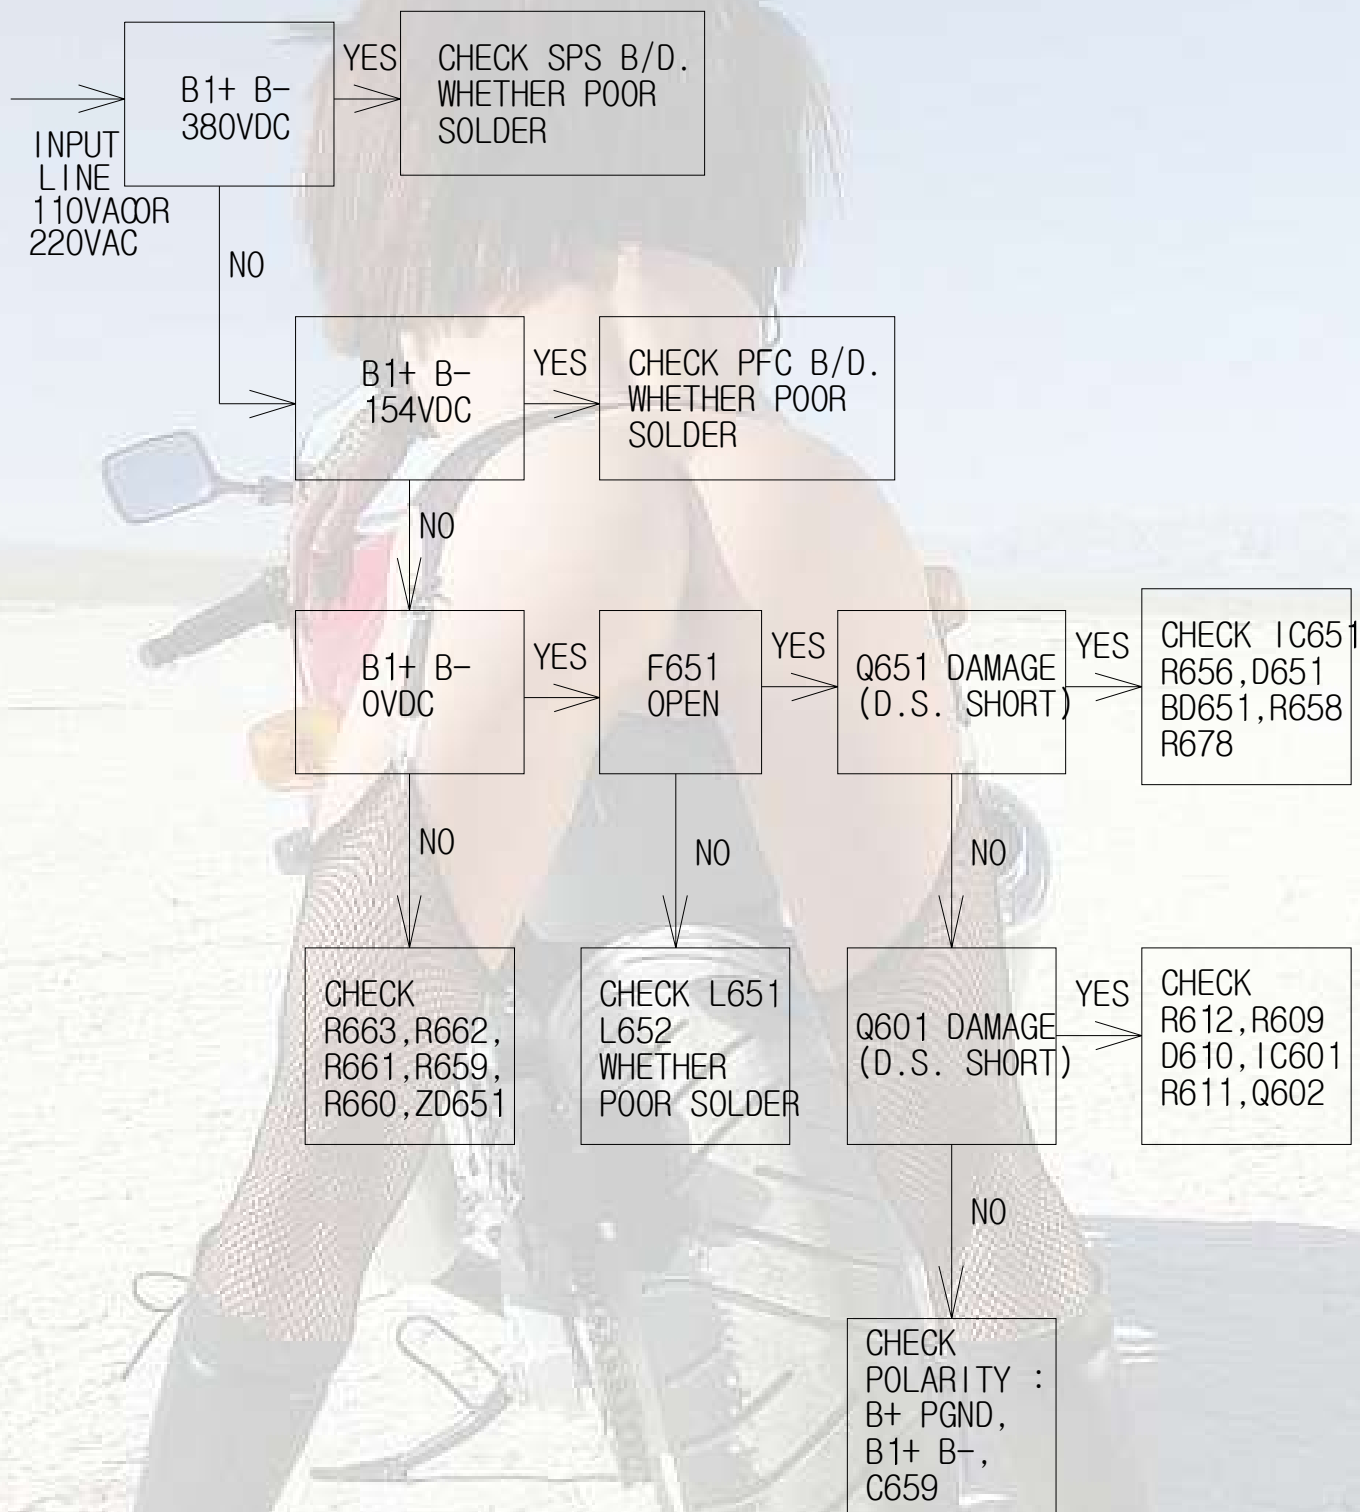 B1+ B-
380VDC
YES
CHECK SPS B/D.
WHETHER POOR
SOLDER
INPUT
LINE
110VACOR
220VAC
NO
B1+ B-
154VDC
YES
CHECK PFC B/D.
WHETHER POOR
SOLDER
NO
B1+ B-
0VDC
YES
F651
OPEN
YES
Q651 DAMAGE
(D.S. SHORT)
YES
CHECK IC651
R656,D651
BD651,R658
R678
NO
NO
NO
CHECK
R663,R662,
R661,R659,
R660,ZD651
CHECK L651
L652
WHETHER
POOR SOLDER
Q601 DAMAGE
(D.S. SHORT)
YES
CHECK
R612,R609
D610,IC601
R611,Q602
NO
CHECK
POLARITY :
B+ PGND,
B1+ B-,
C659